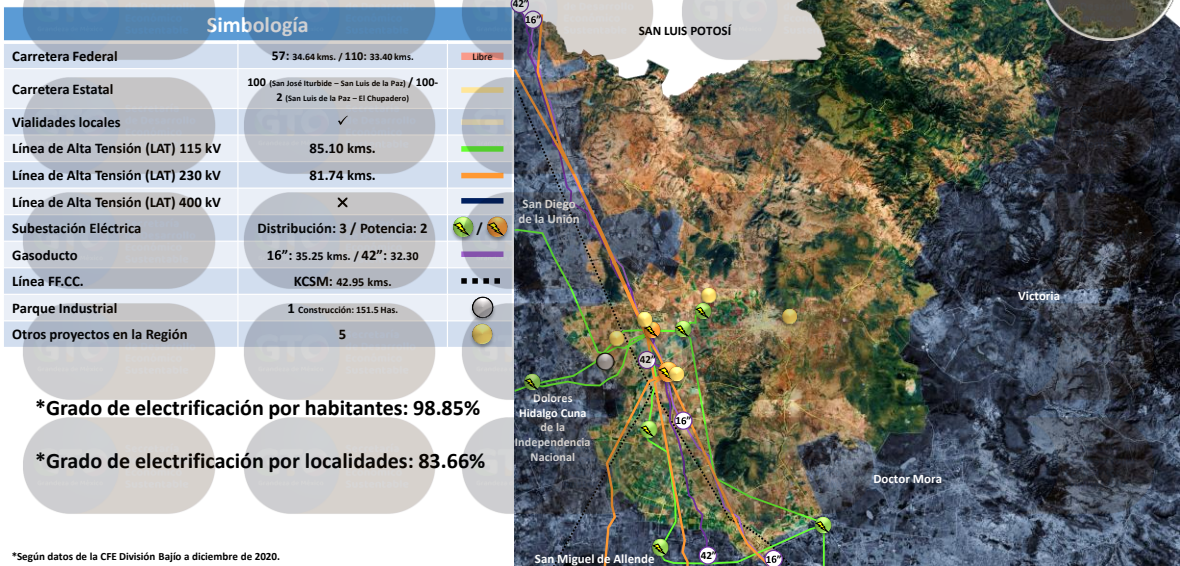 Simbología
Carretera Federal 57: 34.64 kms. / 110: 33.40 kms. Libre
Carretera Estatal 100 (San José Iturbide – San Luis de la Paz) / 100-
2 (San Luis de la Paz – El Chupadero)
Vialidades locales ✓
Línea de Alta Tensión (LAT) 115 kV 85.10 kms.
Línea de Alta Tensión (LAT) 230 kV 81.74 kms.
Línea de Alta Tensión (LAT) 400 kV ✕
Subestación Eléctrica Distribución: 3 / Potencia: 2 /
Gasoducto 16”: 35.25 kms. / 42”: 32.30
Línea FF.CC. KCSM: 42.95 kms.
Parque Industrial 1 Construcción: 151.5 Has.
Otros proyectos en la Región 5
*Grado de electrificación por habitantes: 98.85%
*Grado de electrificación por localidades: 83.66%
*Según datos de la CFE División Bajío a diciembre de 2020.
42”
16”
SAN LUIS POTOSÍ
San Diego
de la Unión
Victoria
42”
Dolores
Hidalgo Cuna
de la
Independencia
Nacional
16”
Doctor Mora
San Miguel de Allende
42”
16”